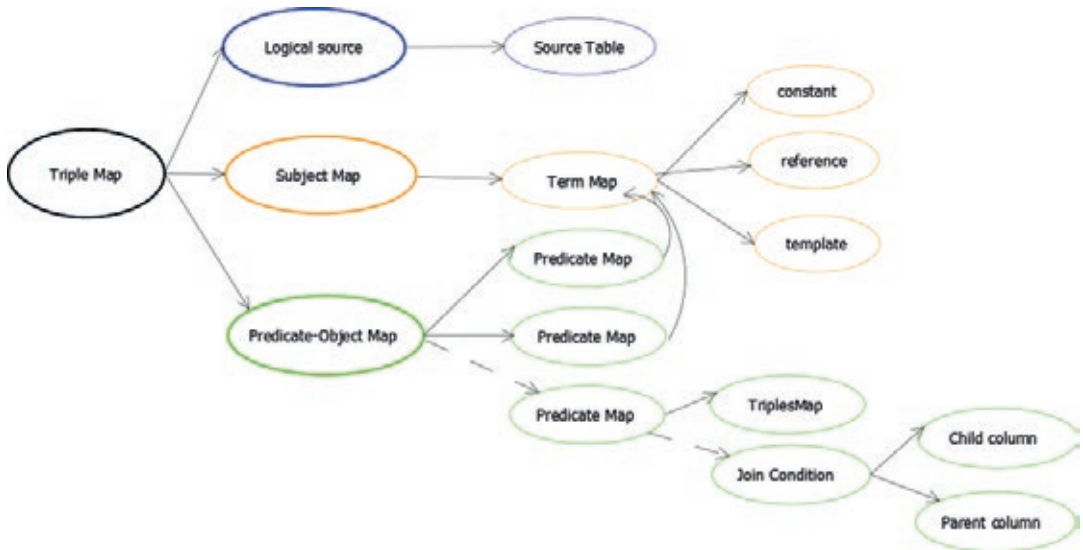 Logical source
Source Table
constant
Triple Map
Subject Map
Term Map
reference
template
Predicate Map
Predicate-Object Map
Predicate Map
Predicate Map
TriplesMap
Child column
Join Condition
Parent column